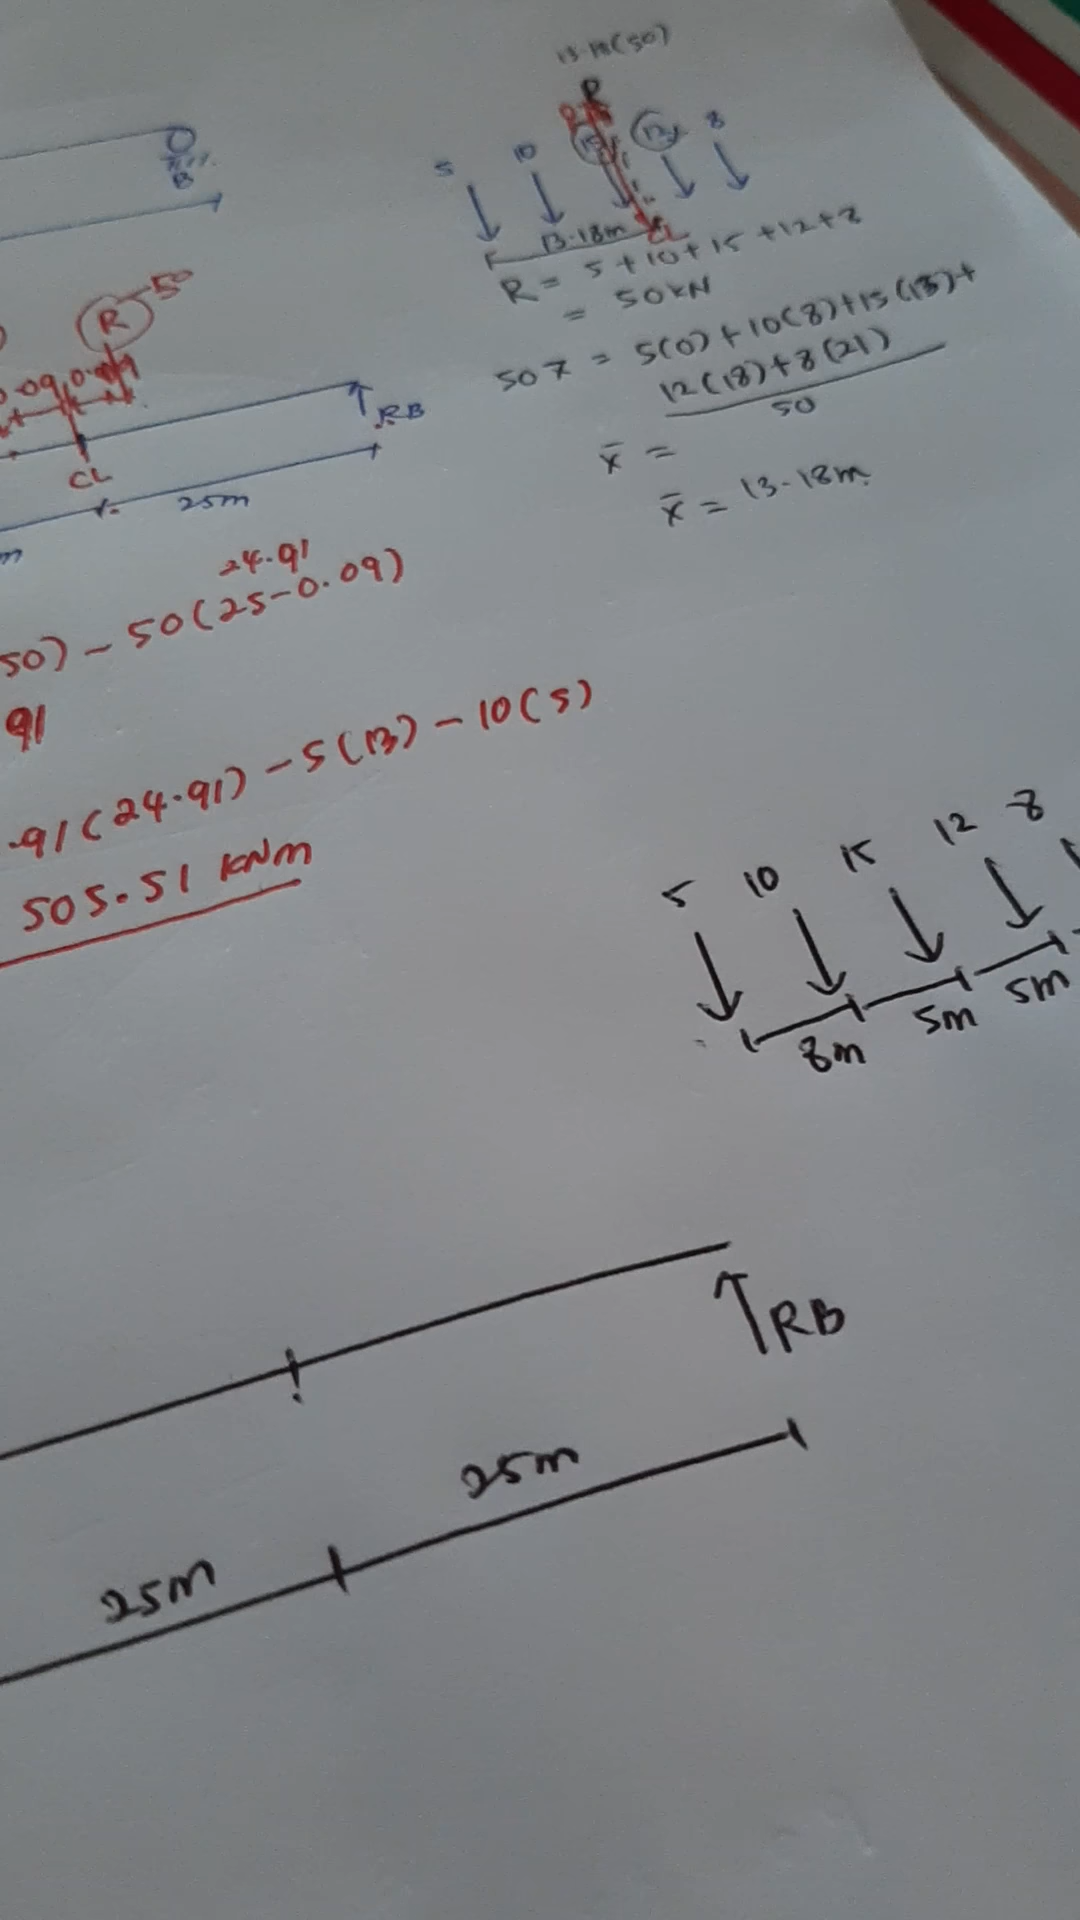 13.18(50)
R
5 10 15 12 8
13.18m CL
R = 5+10+15+12+8
= 50kN
50x̄ = 5(0)+10(8)+15(13)+
12(18)+8(21)
50
x̄ =
x̄ = 13.18m.
B
R 50
RB
CL
25m
24.91
50) - 50(25-0.09)
91
.91(24.91) - 5(13) - 10(5)
505.51 kNm
5 10 15 12 8
8m 5m 5m
RB
25m 25m